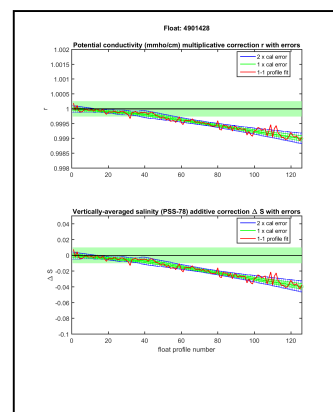 Float: 4901428
Potential conductivity (mmho/cm) multiplicative correction r with errors
1.002
2 x cal error
1.0015
1 x cal error
1-1 profile fit
1.001
1.0005
r
1
0.9995
0.999
0.9985
0.998
0 20 40 60 80 100 120
Vertically-averaged salinity (PSS-78) additive correction Δ S with errors
2 x cal error
0.04
1 x cal error
0.02
1-1 profile fit
0
Δ S
-0.02
-0.04
-0.06
-0.08
-0.1
0 20 40 60 80 100 120
float profile number